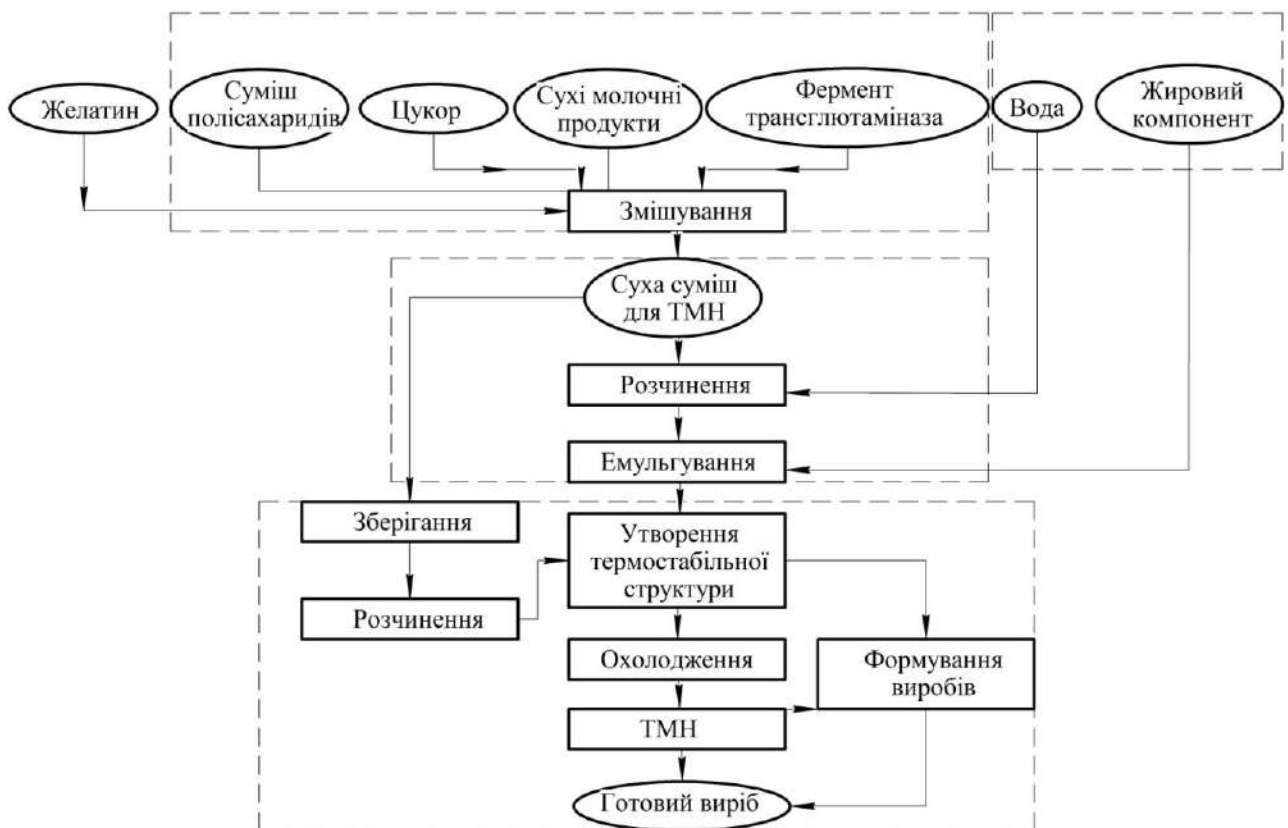 Желатин
Суміш
полісахаридів
Цукор
Сухі молочні
продукти
Фермент
трансглютаміназа
Вода
Жировий
компонент
Змішування
Суха суміш
для ТМН
Розчинення
Емульгування
Зберігання
Утворення
термостабільної
структури
Розчинення
Охолодження
Формування
виробів
ТМН
Готовий виріб